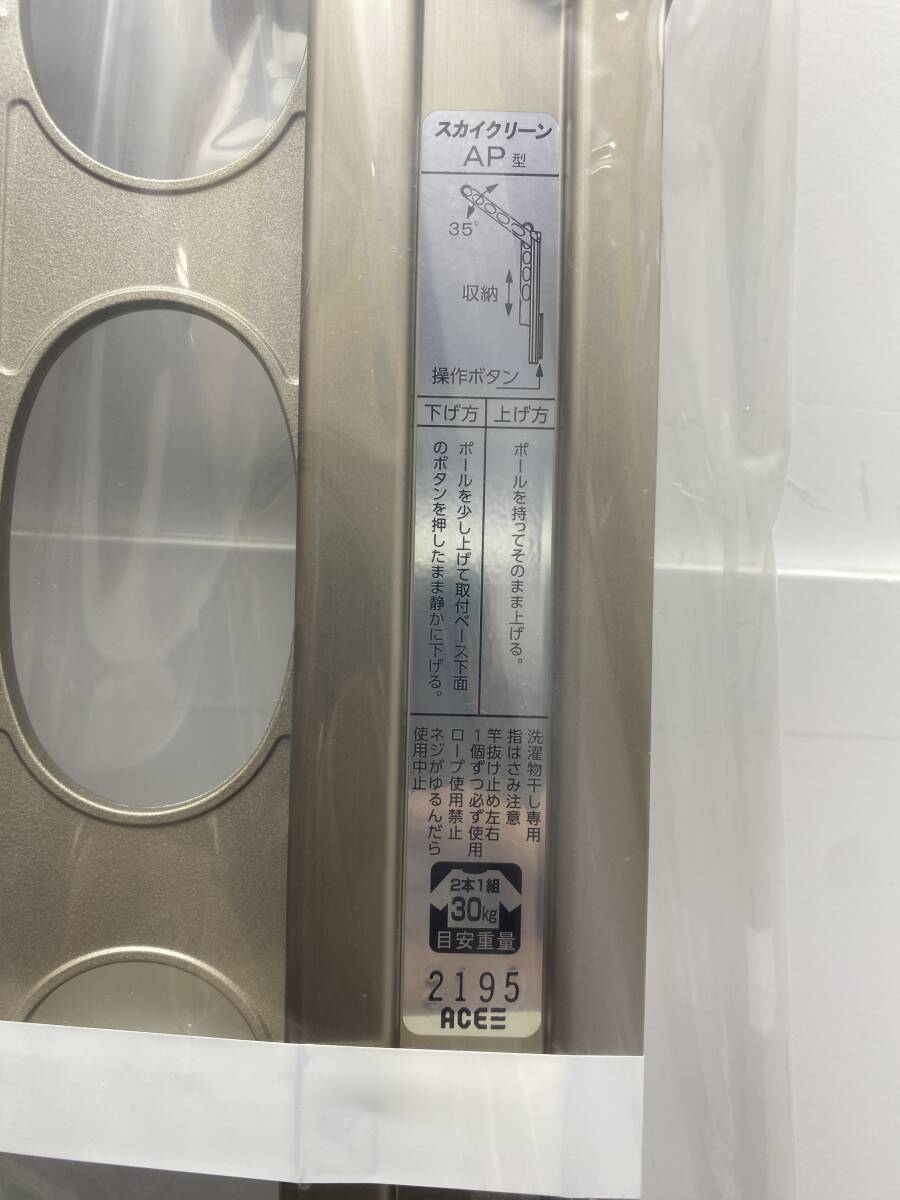 スカイクリーン
AP型
35°
収納
操作ボタン
下げ方
上げ方
ポールを少し上げて取付ベース下面
のボタンを押したまま静かに下げる。
ポールを持ってそのまま上げる。
洗濯物干し専用
指はさみ注意
竿抜け止め左右
1個ずつ必ず使用
ロープ使用禁止
ネジがゆるんだら
使用中止
2本1組
30kg
目安重量
2195
ACE